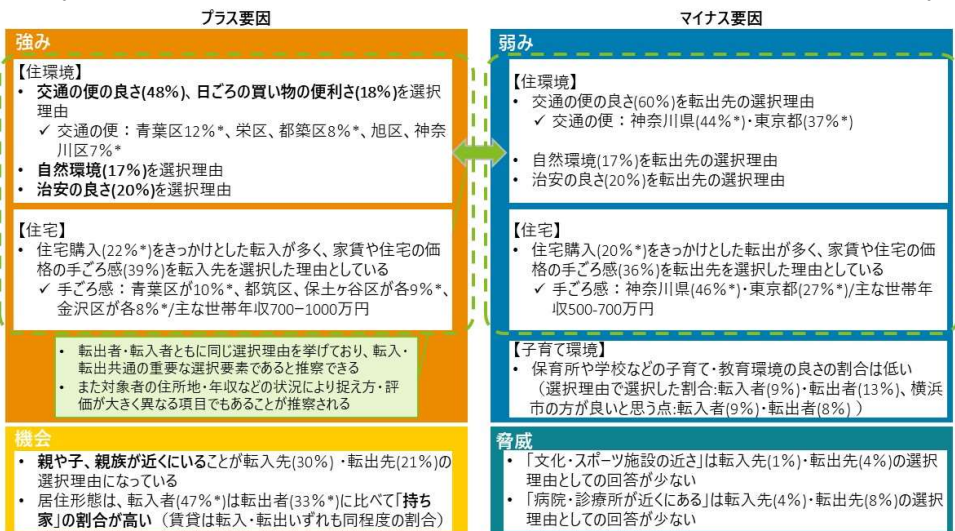 プラス要因
マイナス要因
強み
【住環境】
• 交通の便の良さ(48%)、日ごろの買い物の便利さ(18%)を選択
理由
✓ 交通の便：青葉区12%*、栄区、都築区8%*、旭区、神奈
川区7%*
• 自然環境(17%)を選択理由
• 治安の良さ(20%)を選択理由
【住宅】
• 住宅購入(22%*)をきっかけとした転入が多く、家賃や住宅の価
格の手ごろ感(39%)を転入先を選択した理由としている
✓ 手ごろ感：青葉区が10%*、都筑区、保土ヶ谷区が各9%*、
金沢区が各8%*/主な世帯年収700－1000万円
• 転出者・転入者ともに同じ選択理由を挙げており、転入・
転出共通の重要な選択要素であると推察できる
• また対象者の住所地・年収などの状況により捉え方・評
価が大きく異なる項目でもあることが推察される
弱み
【住環境】
• 交通の便の良さ(60%)を転出先の選択理由
✓ 交通の便：神奈川県(44%*)・東京都(37%*)
• 自然環境(17%)を転出先の選択理由
• 治安の良さ(20%)を転出先の選択理由
【住宅】
• 住宅購入(20%*)をきっかけとした転出が多く、家賃や住宅の価
格の手ごろ感(36%)を転出先を選択した理由としている
✓ 手ごろ感：神奈川県(46%*)・東京都(27%*)/主な世帯年
収500-700万円
【子育て環境】
• 保育所や学校などの子育て・教育環境の良さの割合は低い
（選択理由で選択した割合:転入者(9%)・転出者(13%)、横浜
市の方が良いと思う点:転入者(9%)・転出者(8%) ）
機会
• 親や子、親族が近くにいることが転入先(30%) ・転出先(21%)の
選択理由になっている
• 居住形態は、転入者(47%*)は転出者(33%*)に比べて「持ち
家」の割合が高い（賃貸は転入・転出いずれも同程度の割合）
脅威
• 「文化・スポーツ施設の近さ」は転入先(1%)・転出先(4%)の選択
理由としての回答が少ない
• 「病院・診療所が近くにある」は転入先(4%)・転出先(8%)の選択
理由としての回答が少ない